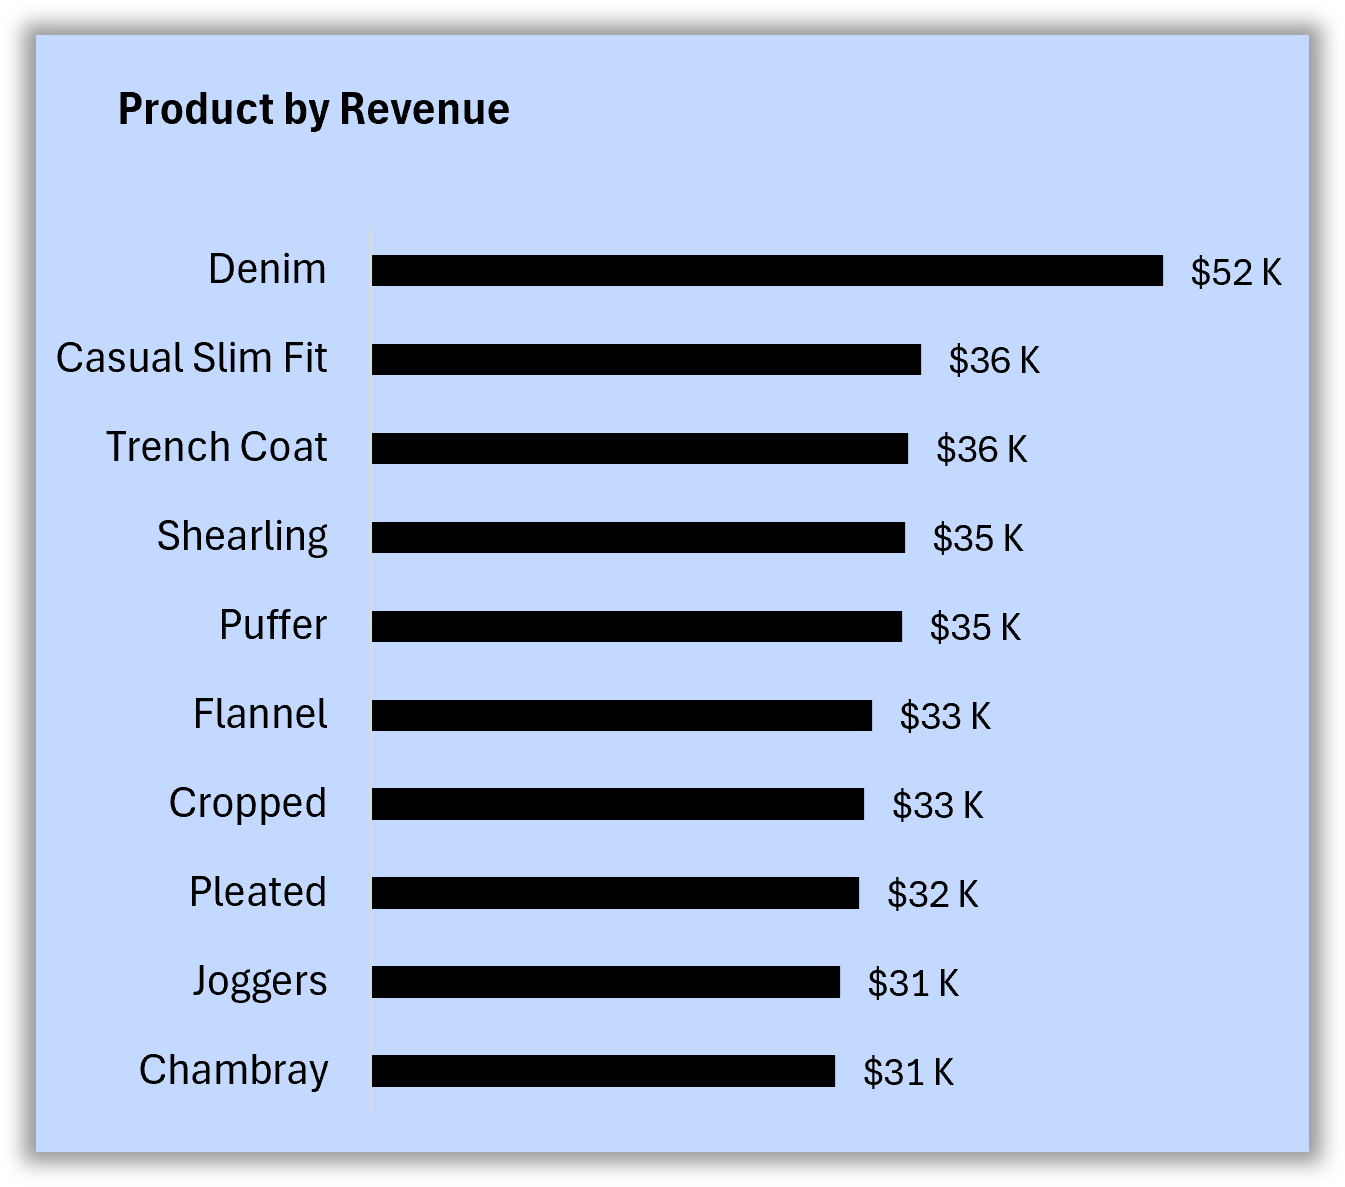 Product by Revenue
Denim $52 K
Casual Slim Fit $36 K
Trench Coat $36 K
Shearling $35 K
Puffer $35 K
Flannel $33 K
Cropped $33 K
Pleated $32 K
Joggers $31 K
Chambray $31 K